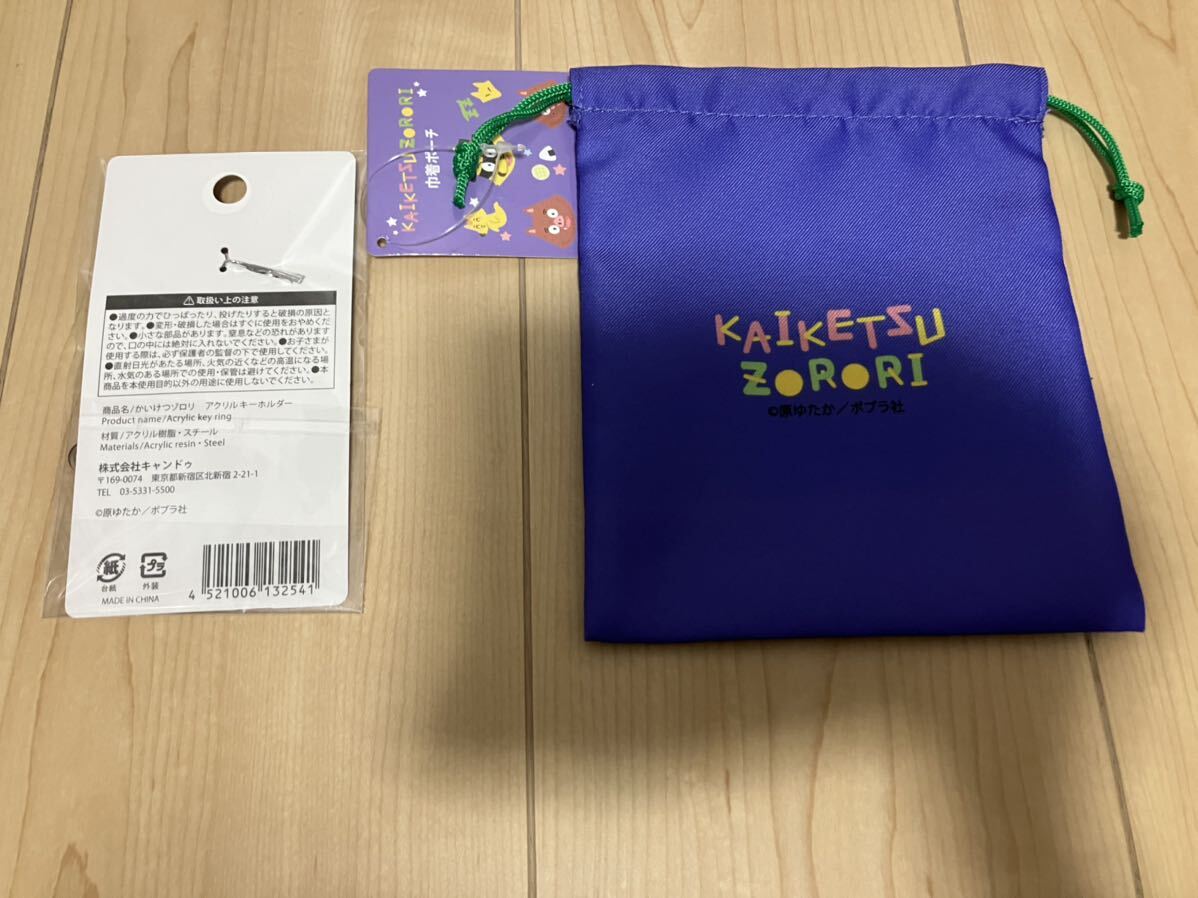 ⚠取扱い上の注意
●過度の力でひっぱったり、投げたりすると破損の原因と
なります。●変形・破損した場合はすぐに使用をおやめくだ
さい。●小さな部品があります。窒息などの恐れがあります
ので、口の中には絶対に入れないでください。●お子さまが
使用する際は、必ず保護者の監督の下で使用してください。
●直射日光があたる場所、火気の近くなどの高温になる場
所、水気のある場所での使用・保管は避けてください。●本
商品を本使用目的以外の用途に使用しないでください。
商品名/かいけつゾロリ　アクリルキーホルダー
Product name/Acrylic key ring
材質/アクリル樹脂・スチール
Materials/Acrylic resin・Steel
株式会社キャンドゥ
〒169-0074　東京都新宿区北新宿 2-21-1
TEL　03-5331-5500
©原ゆたか/ポプラ社
紙
台紙
プラ
外装
MADE IN CHINA
4 521006 132541
KAIKETSU ZORORI
巾着ポーチ
KAIKETSU
ZORORI
©原ゆたか/ポプラ社